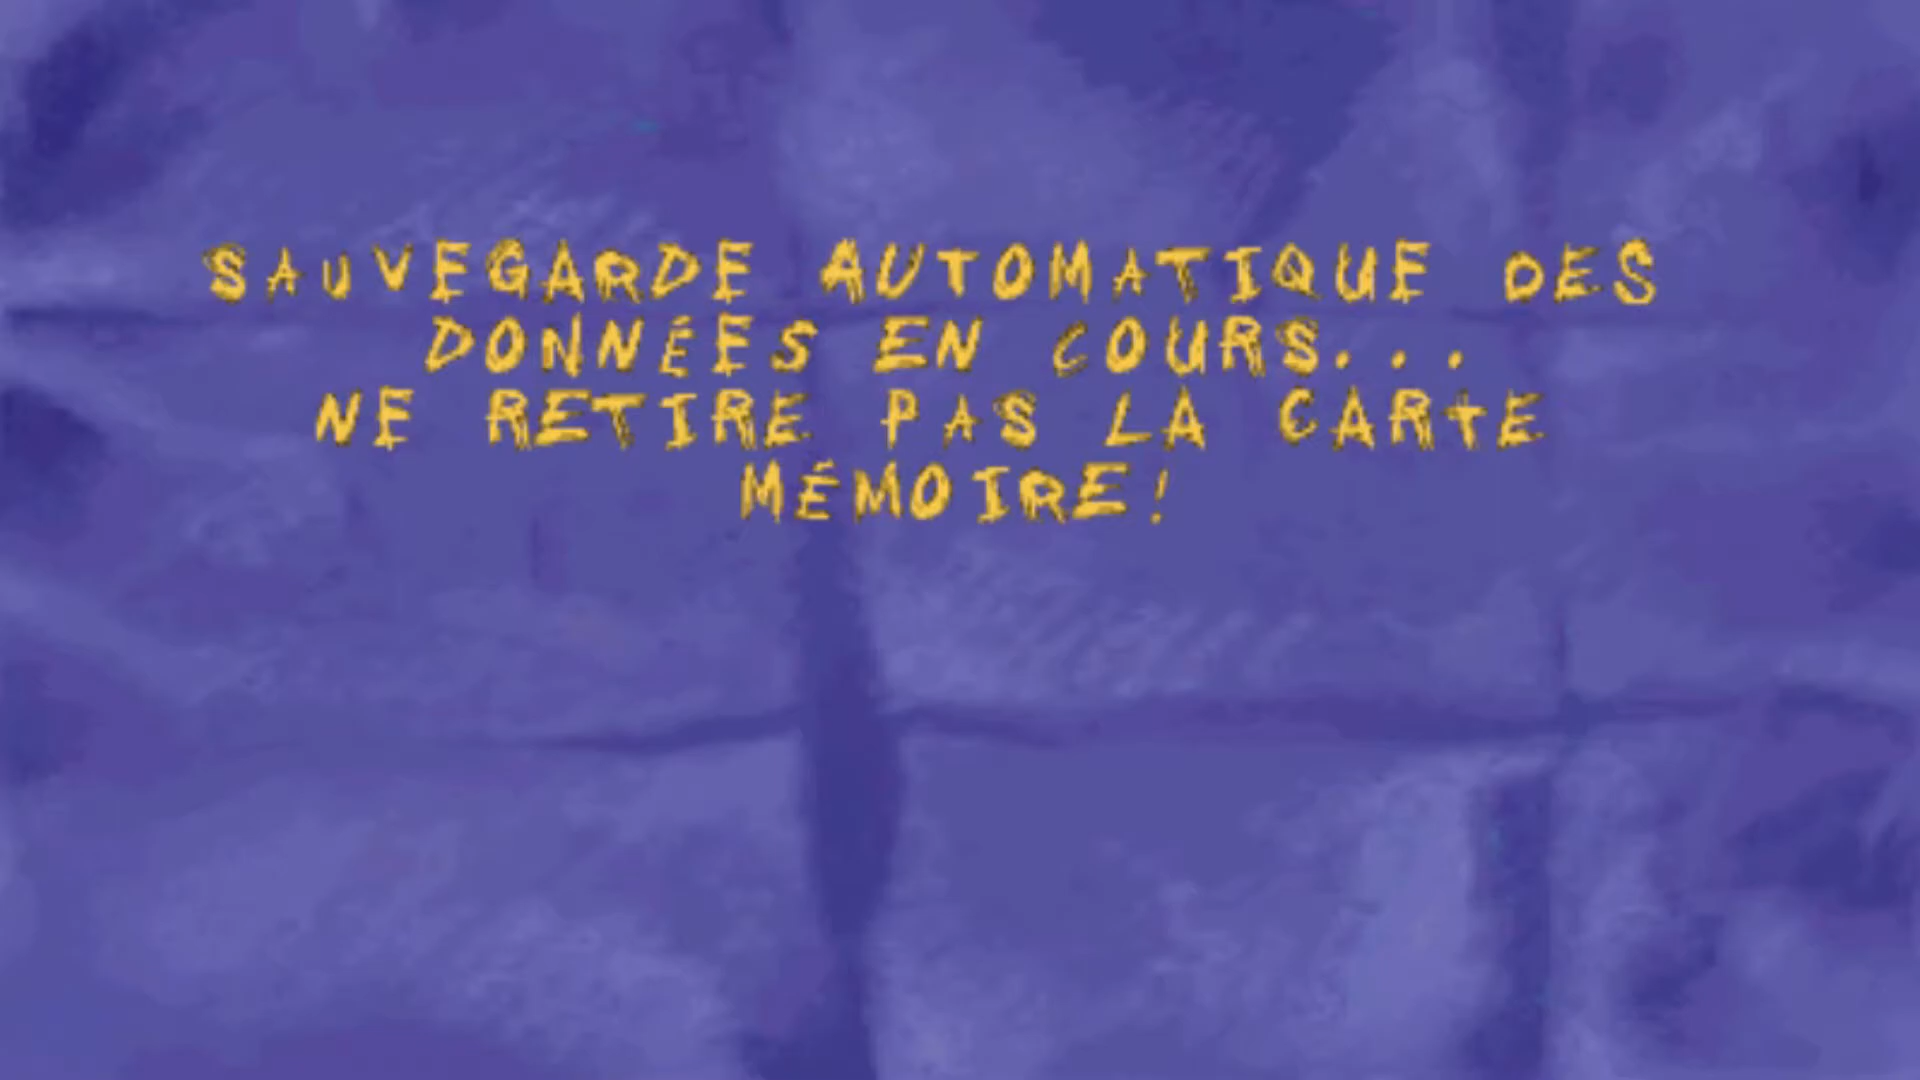 SAUVEGARDE AUTOMATIQUE DES
DONNÉES EN COURS...
NE RETIRE PAS LA CARTE
MÉMOIRE!